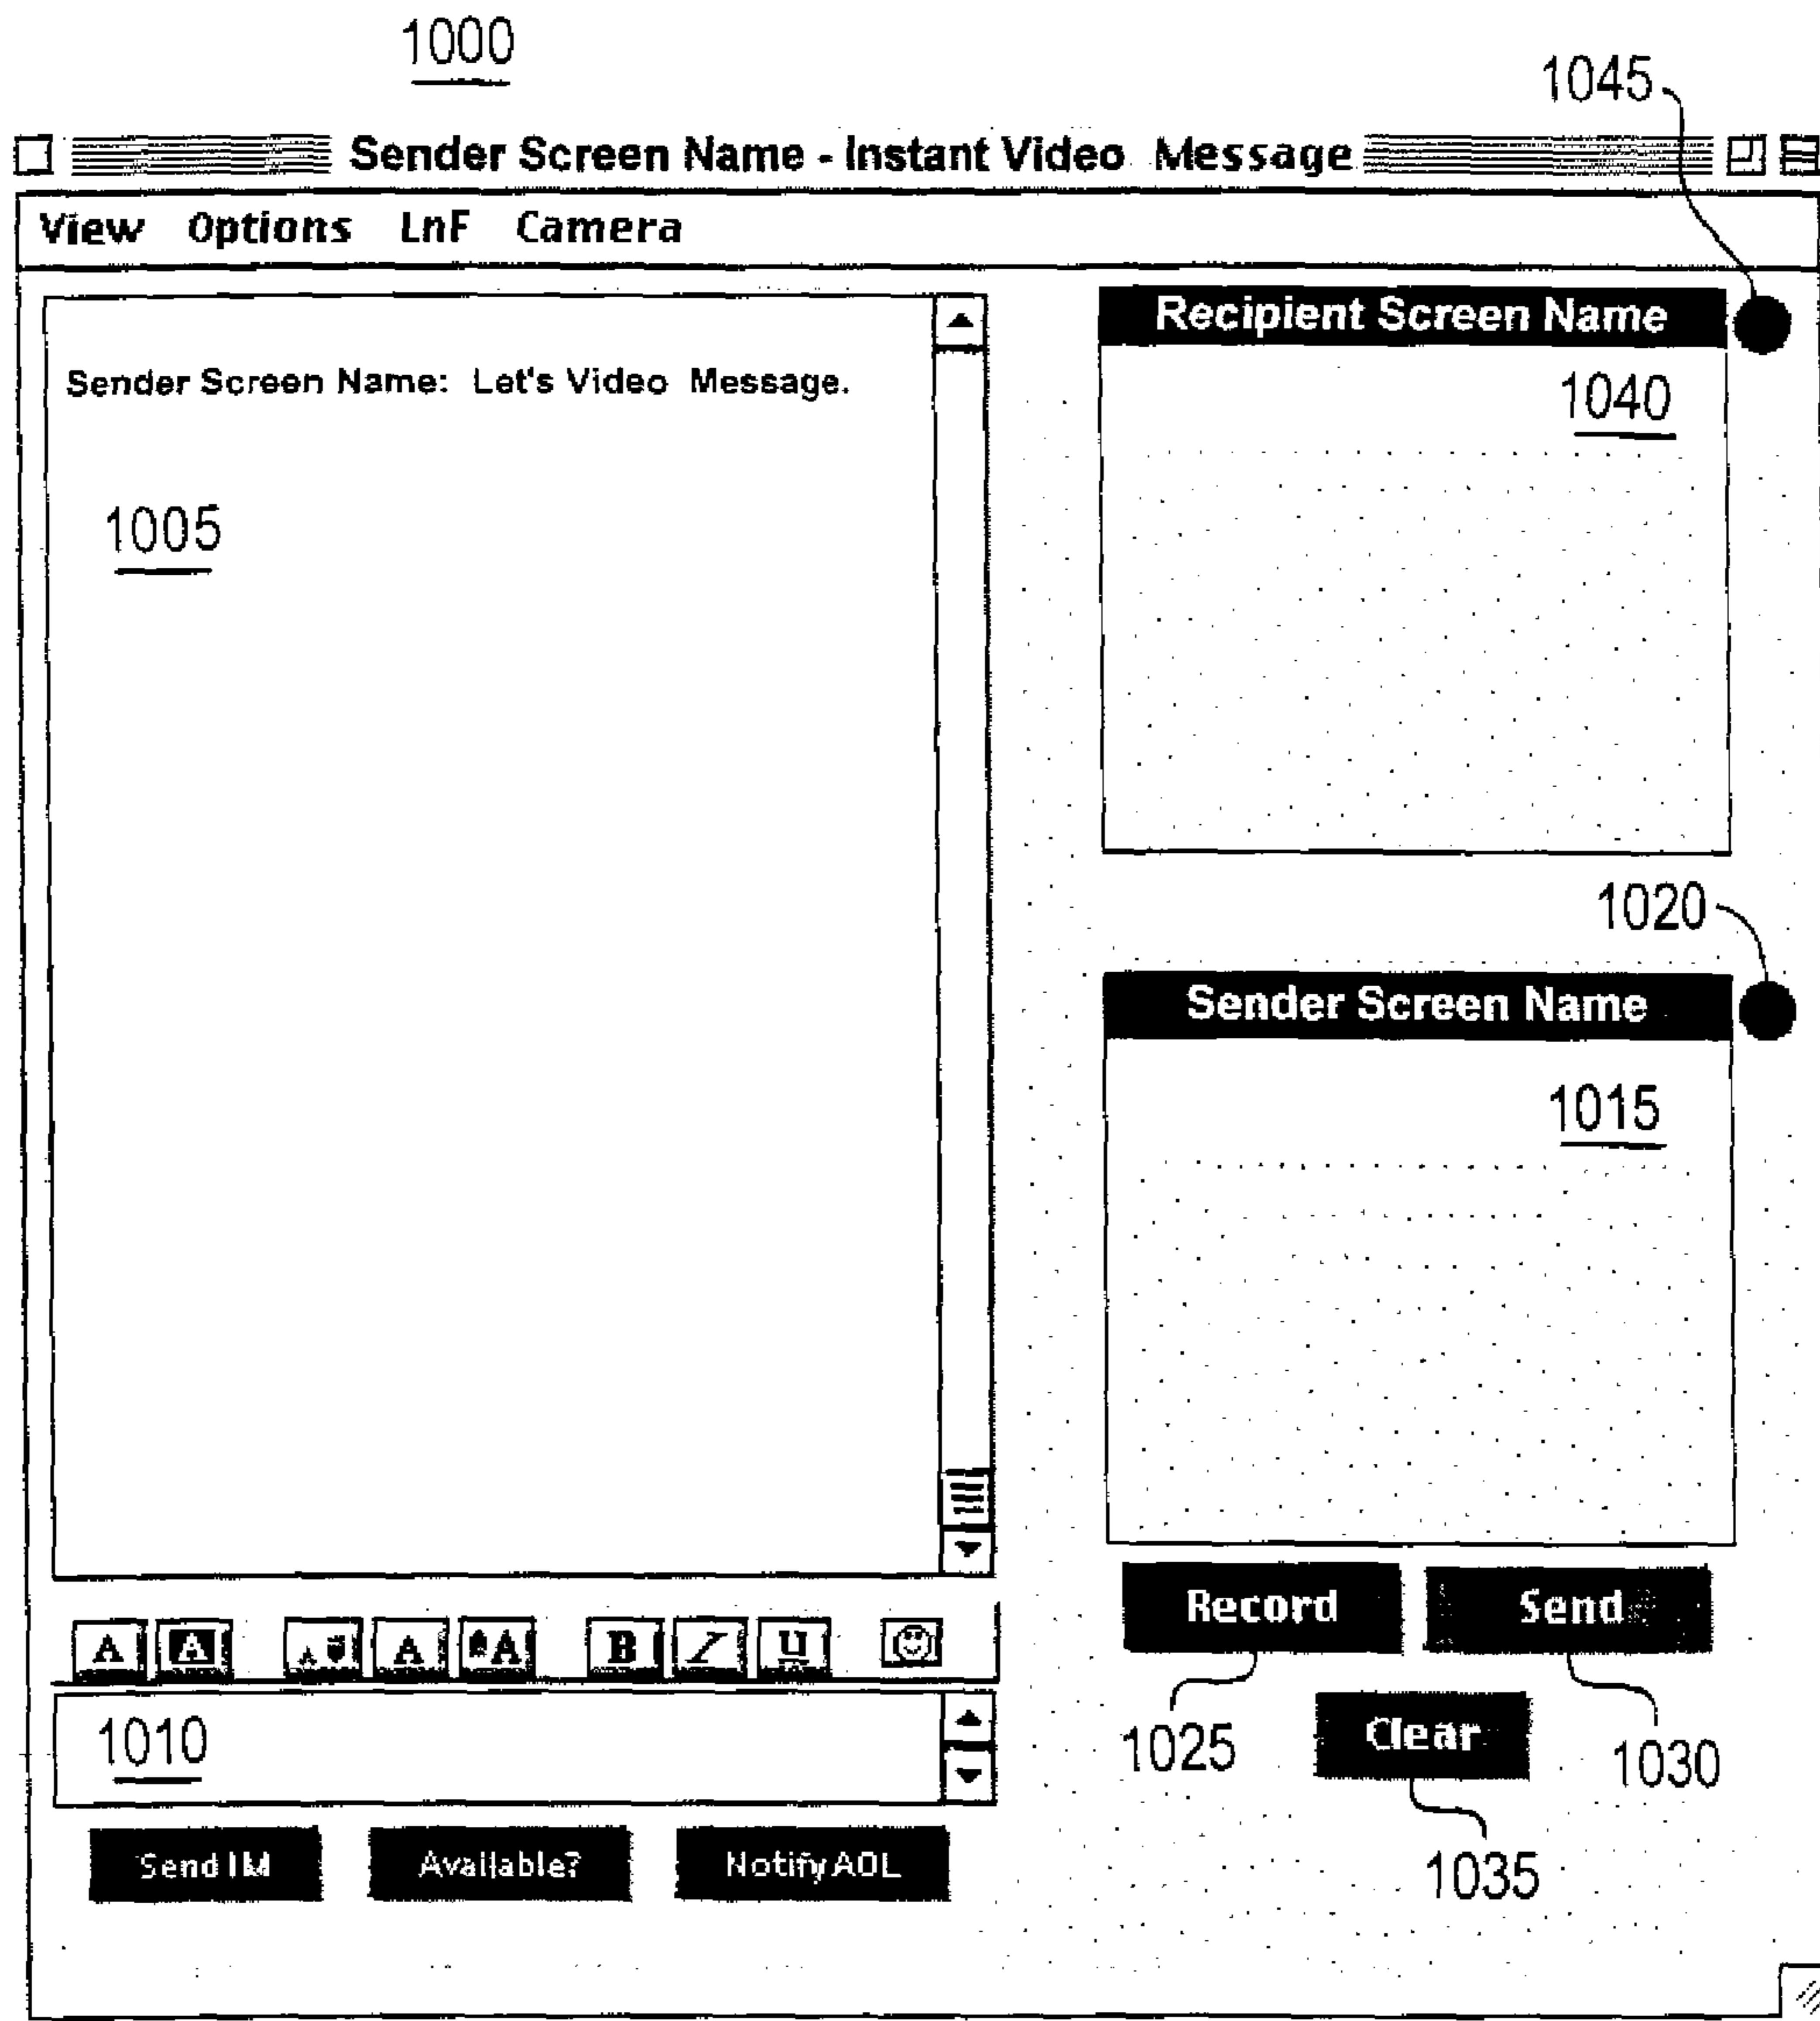 1000
1045
Sender Screen Name - Instant Video Message
View Options LnF Camera
Sender Screen Name: Let's Video Message.
1005
Recipient Screen Name
1040
1020
Sender Screen Name
1015
A A A A A B I U
1010
Send IM Available? Notify AOL
Record Send
1025 Clear 1030
1035